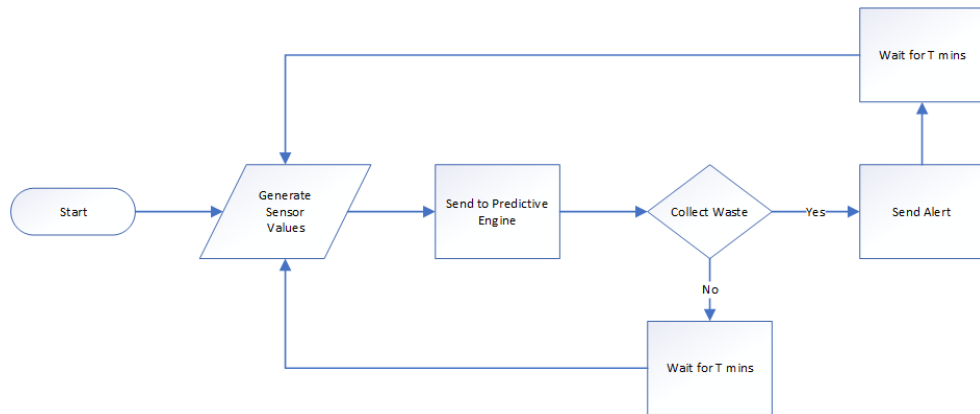 Wait for T mins
Start
Generate
Sensor
Values
Send to Predictive
Engine
Collect Waste
Yes
Send Alert
No
Wait for T mins